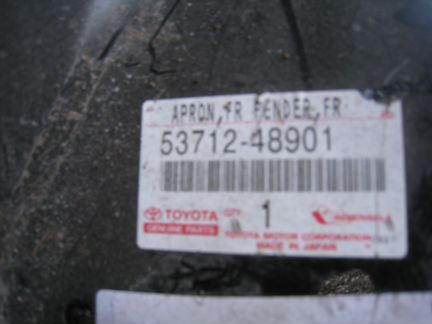 APRON,FR FENDER,FR
53712-48901
TOYOTA QTY 1
GENUINE PARTS
TOYOTA MOTOR CORPORATION
MADE IN JAPAN